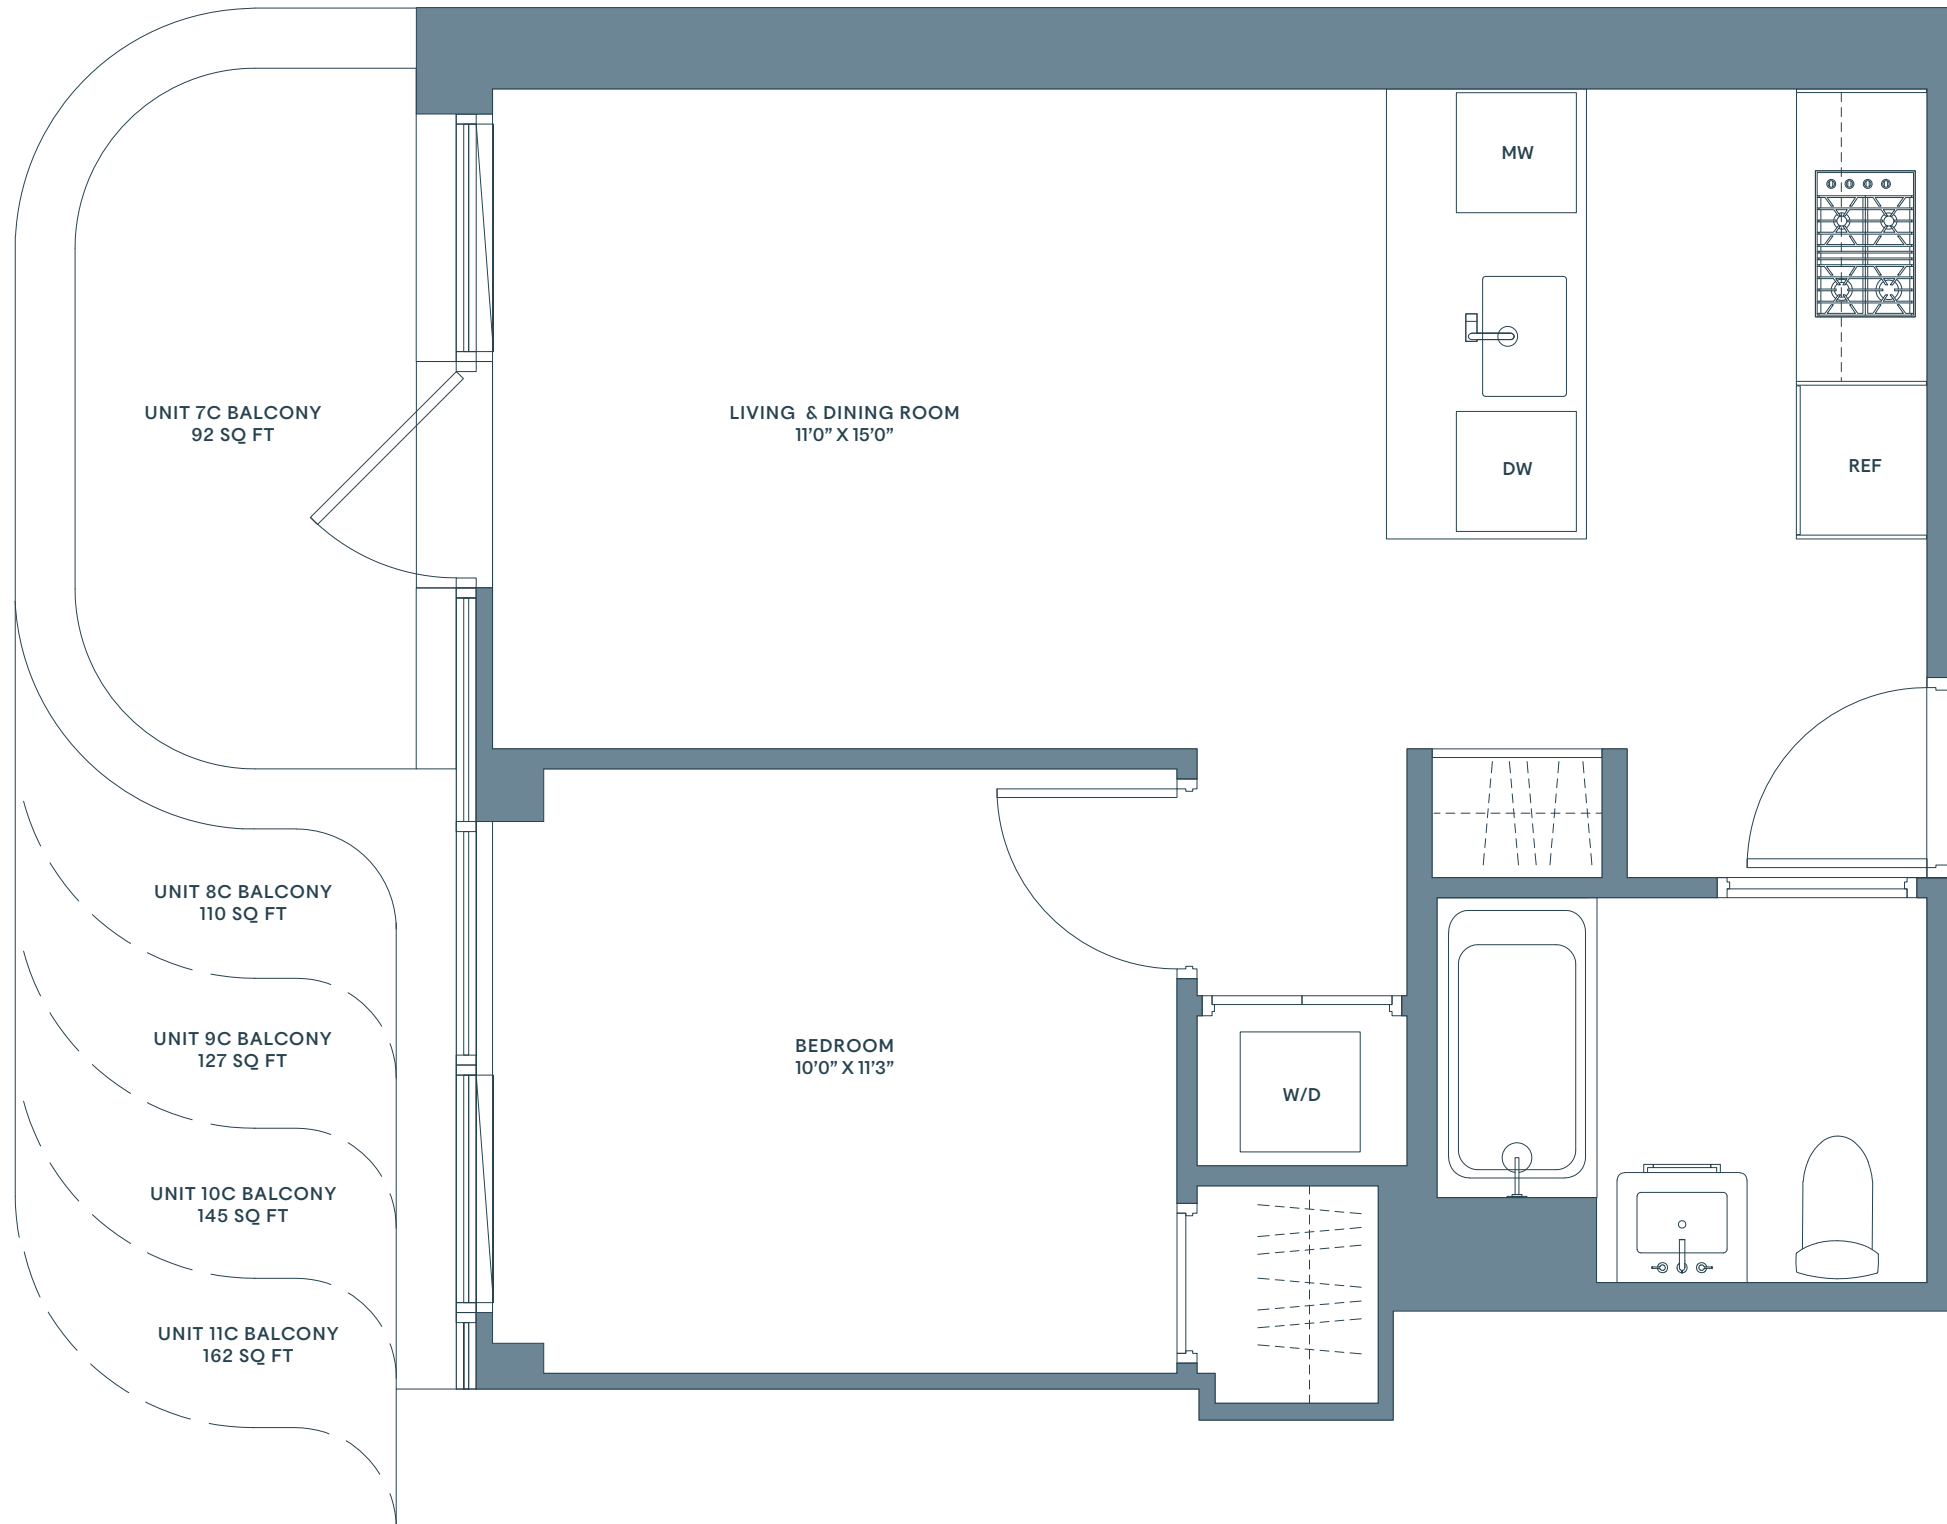 MW
UNIT 7C BALCONY
92 SQ FT
LIVING & DINING ROOM
11’0” X 15’0”
DW
REF
UNIT 8C BALCONY
110 SQ FT
UNIT 9C BALCONY
127 SQ FT
BEDROOM
10’0” X 11’3”
W/D
UNIT 10C BALCONY
145 SQ FT
UNIT 11C BALCONY
162 SQ FT